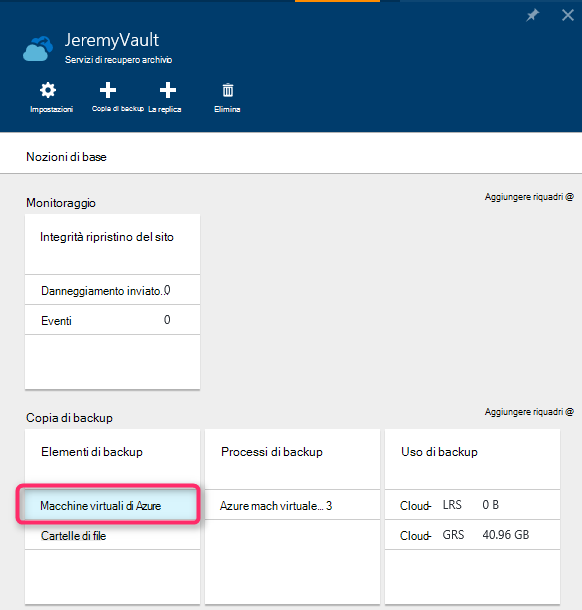 JeremyVault
Servizi di recupero archivio
Impostazioni
Copia di backup
La replica
Elimina
Nozioni di base
Monitoraggio
Aggiungere riquadri @
Integrità ripristino del sito
Danneggiamento inviato.. 0
Eventi 0
Copia di backup
Aggiungere riquadri @
Elementi di backup
Macchine virtuali di Azure
Cartelle di file
Processi di backup
Azure mach virtuale... 3
Uso di backup
Cloud- LRS 0 B
Cloud- GRS 40.96 GB